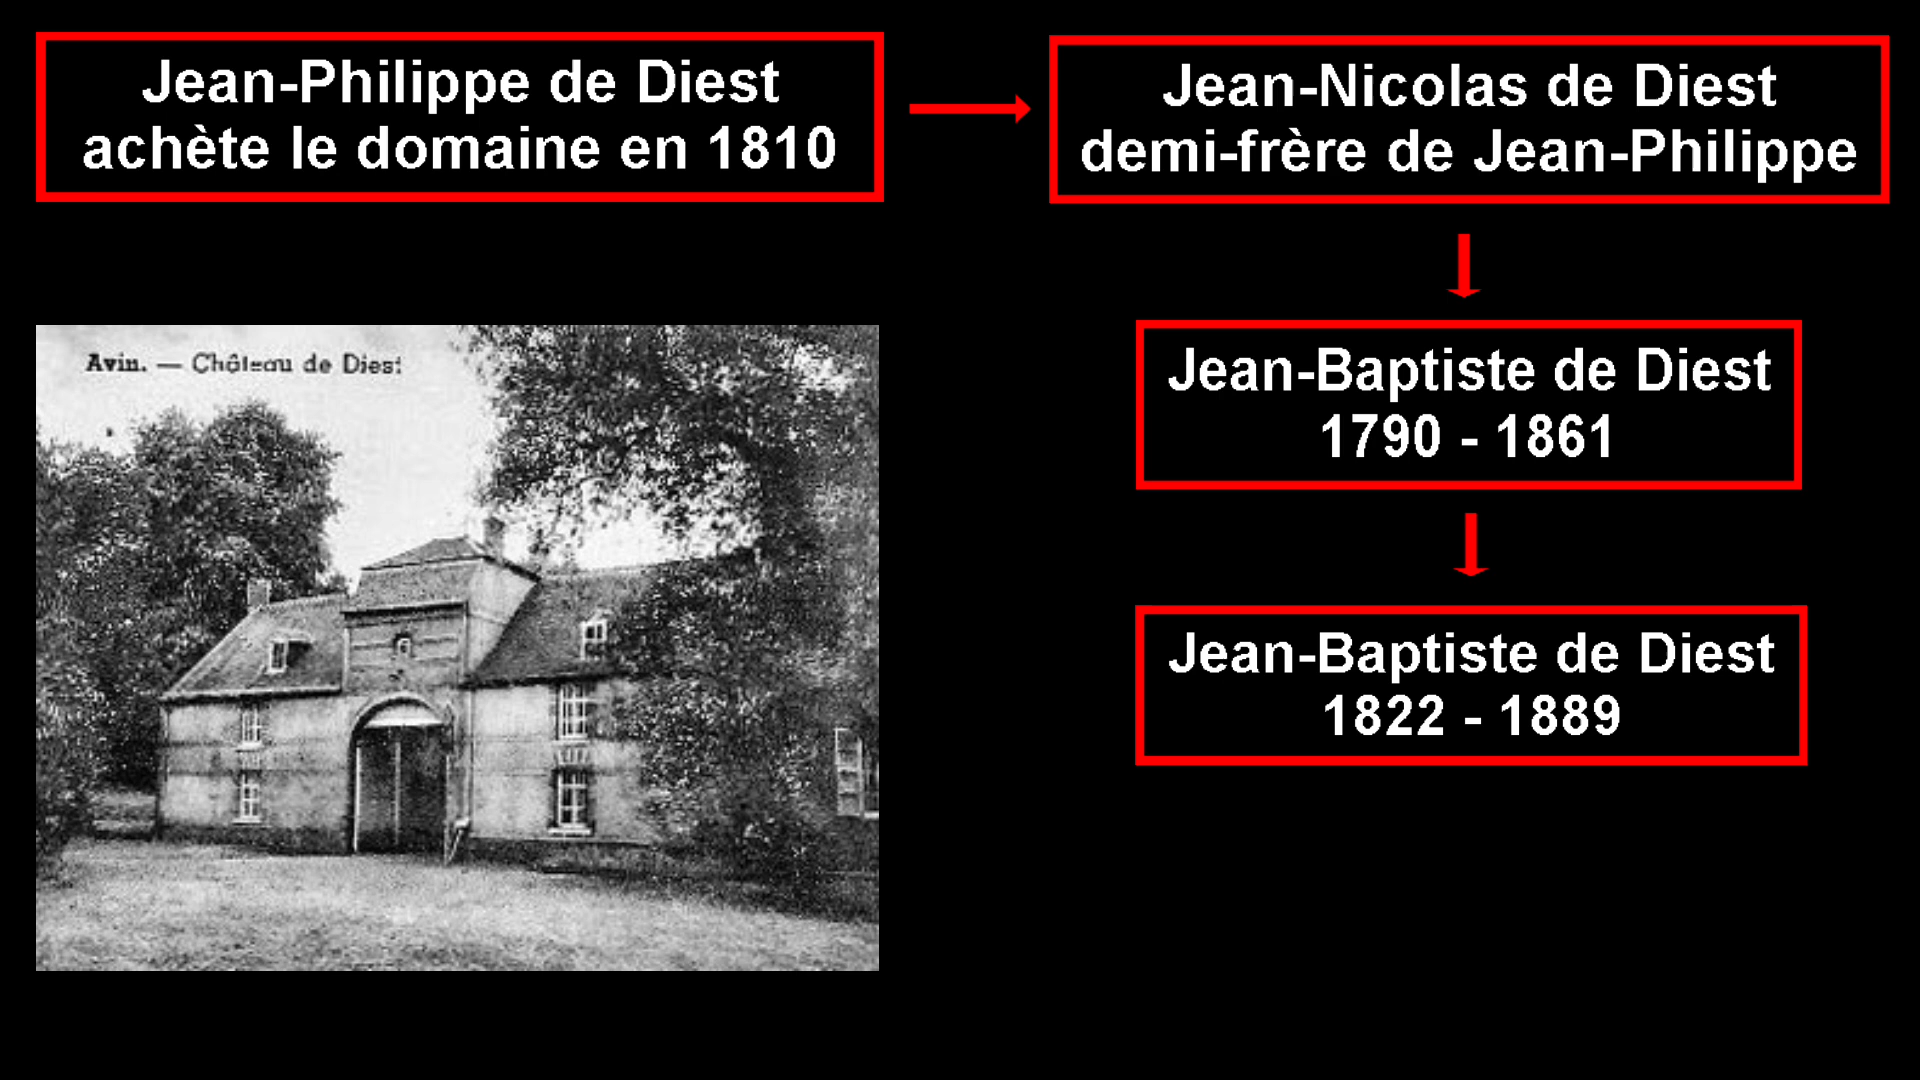 Jean-Philippe de Diest
achète le domaine en 1810
Jean-Nicolas de Diest
demi-frère de Jean-Philippe
Jean-Baptiste de Diest
1790 - 1861
Jean-Baptiste de Diest
1822 - 1889
Avin. — Château de Diest